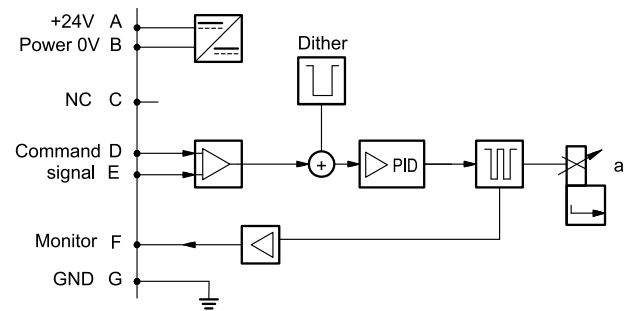 +24V A
Power 0V B
Dither
NC C
Command D
signal E
+
PID
a
Monitor F
GND G